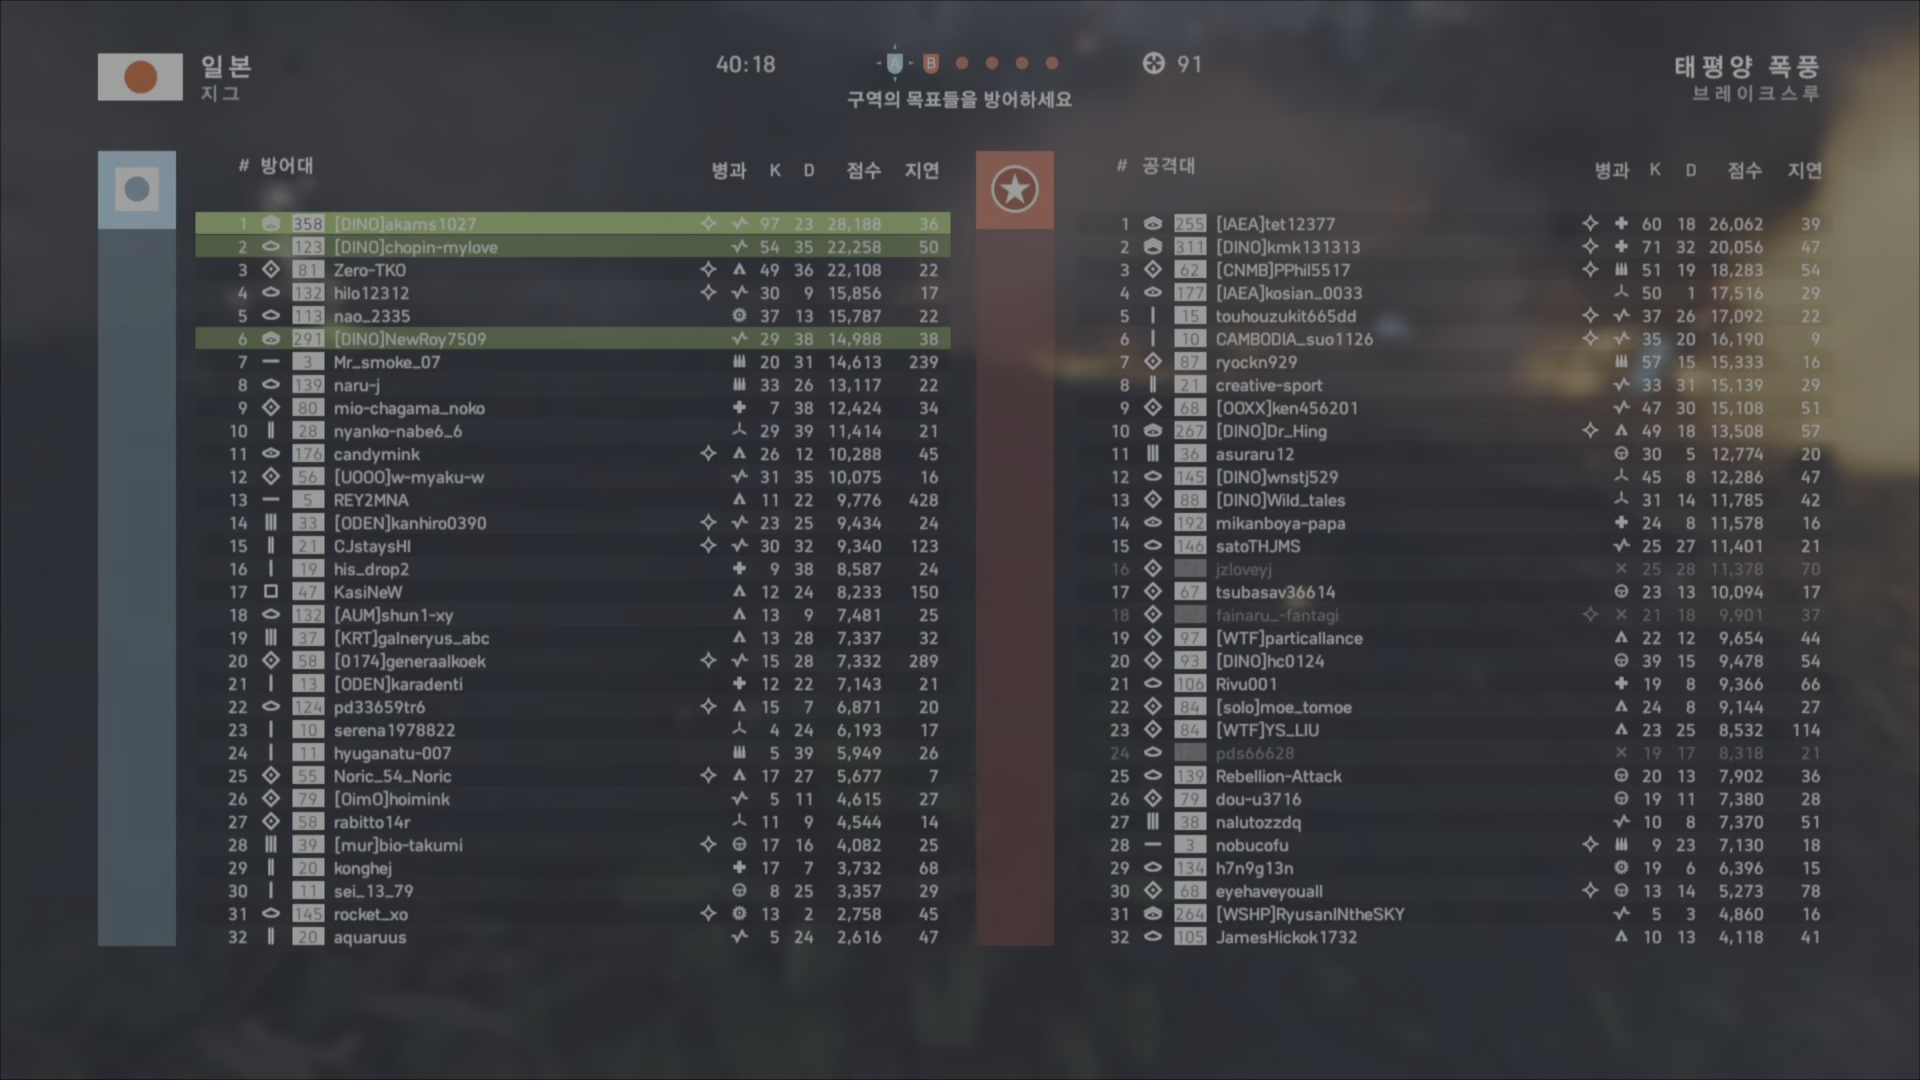 일본
지그
40:18
A B
91
구역의 목표들을 방어하세요
태평양 폭풍
브레이크스루
# 방어대 병과 K D 점수 지연
1 358 [DINO]akams1027 97 23 28,188 36
2 123 [DINO]chopin-mylove 54 35 22,258 50
3 81 Zero-TKO 49 36 22,108 22
4 132 hilo12312 30 9 15,856 17
5 113 nao_2335 37 13 15,787 22
6 291 [DINO]NewRoy7509 29 38 14,988 38
7 3 Mr_smoke_07 20 31 14,613 239
8 139 naru-j 33 26 13,117 22
9 80 mio-chagama_noko 7 38 12,424 34
10 28 nyanko-nabe6_6 29 39 11,414 21
11 176 candymink 26 12 10,288 45
12 56 [UOOO]w-myaku-w 31 35 10,075 16
13 5 REY2MNA 11 22 9,776 428
14 33 [ODEN]kanhiro0390 23 25 9,434 24
15 21 CJstaysHI 30 32 9,340 123
16 19 his_drop2 9 38 8,587 24
17 47 KasiNeW 12 24 8,233 150
18 132 [AUM]shun1-xy 13 9 7,481 25
19 37 [KRT]galneryus_abc 13 28 7,337 32
20 58 [0174]generaalkoek 15 28 7,332 289
21 13 [ODEN]karadenti 12 22 7,143 21
22 124 pd33659tr6 15 7 6,871 20
23 10 serena1978822 4 24 6,193 17
24 11 hyuganatu-007 5 39 5,949 26
25 55 Noric_54_Noric 17 27 5,677 7
26 79 [OimO]hoimink 5 11 4,615 27
27 58 rabitto14r 11 9 4,544 14
28 39 [mur]bio-takumi 17 16 4,082 25
29 20 konghej 17 7 3,732 68
30 11 sei_13_79 8 25 3,357 29
31 145 rocket_xo 13 2 2,758 45
32 20 aquaruus 5 24 2,616 47
# 공격대 병과 K D 점수 지연
1 255 [IAEA]tet12377 60 18 26,062 39
2 311 [DINO]kmk131313 71 32 20,056 47
3 62 [CNMB]PPhil5517 51 19 18,283 54
4 177 [IAEA]kosian_0033 50 1 17,516 29
5 15 touhouzukit665dd 37 26 17,092 22
6 10 CAMBODIA_suo1126 35 20 16,190 9
7 87 ryockn929 57 15 15,333 16
8 21 creative-sport 33 31 15,139 29
9 68 [OOXX]ken456201 47 30 15,108 51
10 267 [DINO]Dr_Hing 49 18 13,508 57
11 36 asuraru12 30 5 12,774 20
12 145 [DINO]wnstj529 45 8 12,286 47
13 88 [DINO]Wild_tales 31 14 11,785 42
14 192 mikanboya-papa 24 8 11,578 16
15 146 satoTHJMS 25 27 11,401 21
16 jzloveyj 25 28 11,378 70
17 67 tsubasav36614 23 13 10,094 17
18 fainaru_-fantagi 21 18 9,901 37
19 97 [WTF]particallance 22 12 9,654 44
20 93 [DINO]hc0124 39 15 9,478 54
21 106 Rivu001 19 8 9,366 66
22 84 [solo]moe_tomoe 24 8 9,144 27
23 84 [WTF]YS_LIU 23 25 8,532 114
24 pds66628 19 17 8,318 21
25 139 Rebellion-Attack 20 13 7,902 36
26 79 dou-u3716 19 11 7,380 28
27 38 nalutozzdq 10 8 7,370 51
28 3 nobucofu 9 23 7,130 18
29 134 h7n9g13n 19 6 6,396 15
30 68 eyehaveyouall 13 14 5,273 78
31 264 [WSHP]RyusanINtheSKY 5 3 4,860 16
32 105 JamesHickok1732 10 13 4,118 41